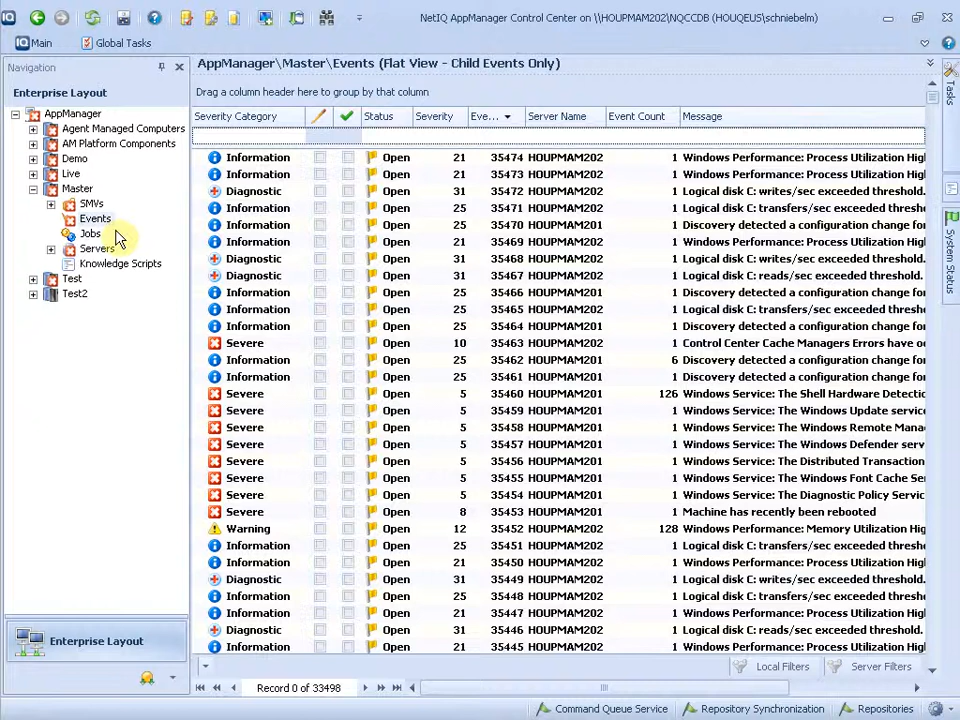 NetIQ AppManager Control Center on \\HOUPMAM202\NQCCDB (HOUQEUS\schniebelm)
Main Global Tasks
Navigation
Enterprise Layout
AppManager
Agent Managed Computers
AM Platform Components
Demo
Live
Master
SMVs
Events
Jobs
Servers
Knowledge Scripts
Test
Test2
Enterprise Layout
AppManager\Master\Events (Flat View - Child Events Only)
Drag a column header here to group by that column
Severity Category Status Severity Eve... Server Name Event Count Message
Information Open 21 35474 HOUPMAM202 1 Windows Performance: Process Utilization High
Information Open 21 35473 HOUPMAM202 1 Windows Performance: Process Utilization High
Diagnostic Open 31 35472 HOUPMAM202 1 Logical disk C: writes/sec exceeded threshold.
Information Open 25 35471 HOUPMAM202 1 Logical disk C: transfers/sec exceeded thresh
Information Open 25 35470 HOUPMAM201 1 Discovery detected a configuration change for
Information Open 21 35469 HOUPMAM202 1 Windows Performance: Process Utilization High
Diagnostic Open 31 35468 HOUPMAM202 1 Logical disk C: writes/sec exceeded threshold.
Diagnostic Open 31 35467 HOUPMAM202 1 Logical disk C: reads/sec exceeded threshold.
Information Open 25 35466 HOUPMAM202 1 Discovery detected a configuration change for
Information Open 25 35465 HOUPMAM202 1 Logical disk C: transfers/sec exceeded thresh
Information Open 25 35464 HOUPMAM201 1 Discovery detected a configuration change for
Severe Open 10 35463 HOUPMAM202 1 Control Center Cache Managers Errors have oc
Information Open 25 35462 HOUPMAM201 6 Discovery detected a configuration change for
Information Open 25 35461 HOUPMAM201 1 Discovery detected a configuration change for
Severe Open 5 35460 HOUPMAM201 126 Windows Service: The Shell Hardware Detectio
Severe Open 5 35459 HOUPMAM201 1 Windows Service: The Windows Update service
Severe Open 5 35458 HOUPMAM201 1 Windows Service: The Windows Remote Mana
Severe Open 5 35457 HOUPMAM201 1 Windows Service: The Windows Defender serv
Severe Open 5 35456 HOUPMAM201 1 Windows Service: The Distributed Transaction
Severe Open 5 35455 HOUPMAM201 1 Windows Service: The Windows Font Cache Ser
Severe Open 5 35454 HOUPMAM201 1 Windows Service: The Diagnostic Policy Servic
Severe Open 8 35453 HOUPMAM201 1 Machine has recently been rebooted
Warning Open 12 35452 HOUPMAM202 128 Windows Performance: Memory Utilization Hig
Information Open 25 35451 HOUPMAM202 1 Logical disk C: transfers/sec exceeded thresh
Information Open 21 35450 HOUPMAM202 1 Windows Performance: Process Utilization High
Diagnostic Open 31 35449 HOUPMAM202 1 Logical disk C: writes/sec exceeded threshold.
Information Open 25 35448 HOUPMAM202 1 Logical disk C: transfers/sec exceeded thresh
Information Open 21 35447 HOUPMAM202 1 Windows Performance: Process Utilization High
Diagnostic Open 31 35446 HOUPMAM202 1 Logical disk C: reads/sec exceeded threshold.
Information Open 21 35445 HOUPMAM202 1 Windows Performance: Process Utilization High
Local Filters Server Filters
Record 0 of 33498
Tasks
System Status
Command Queue Service Repository Synchronization Repositories